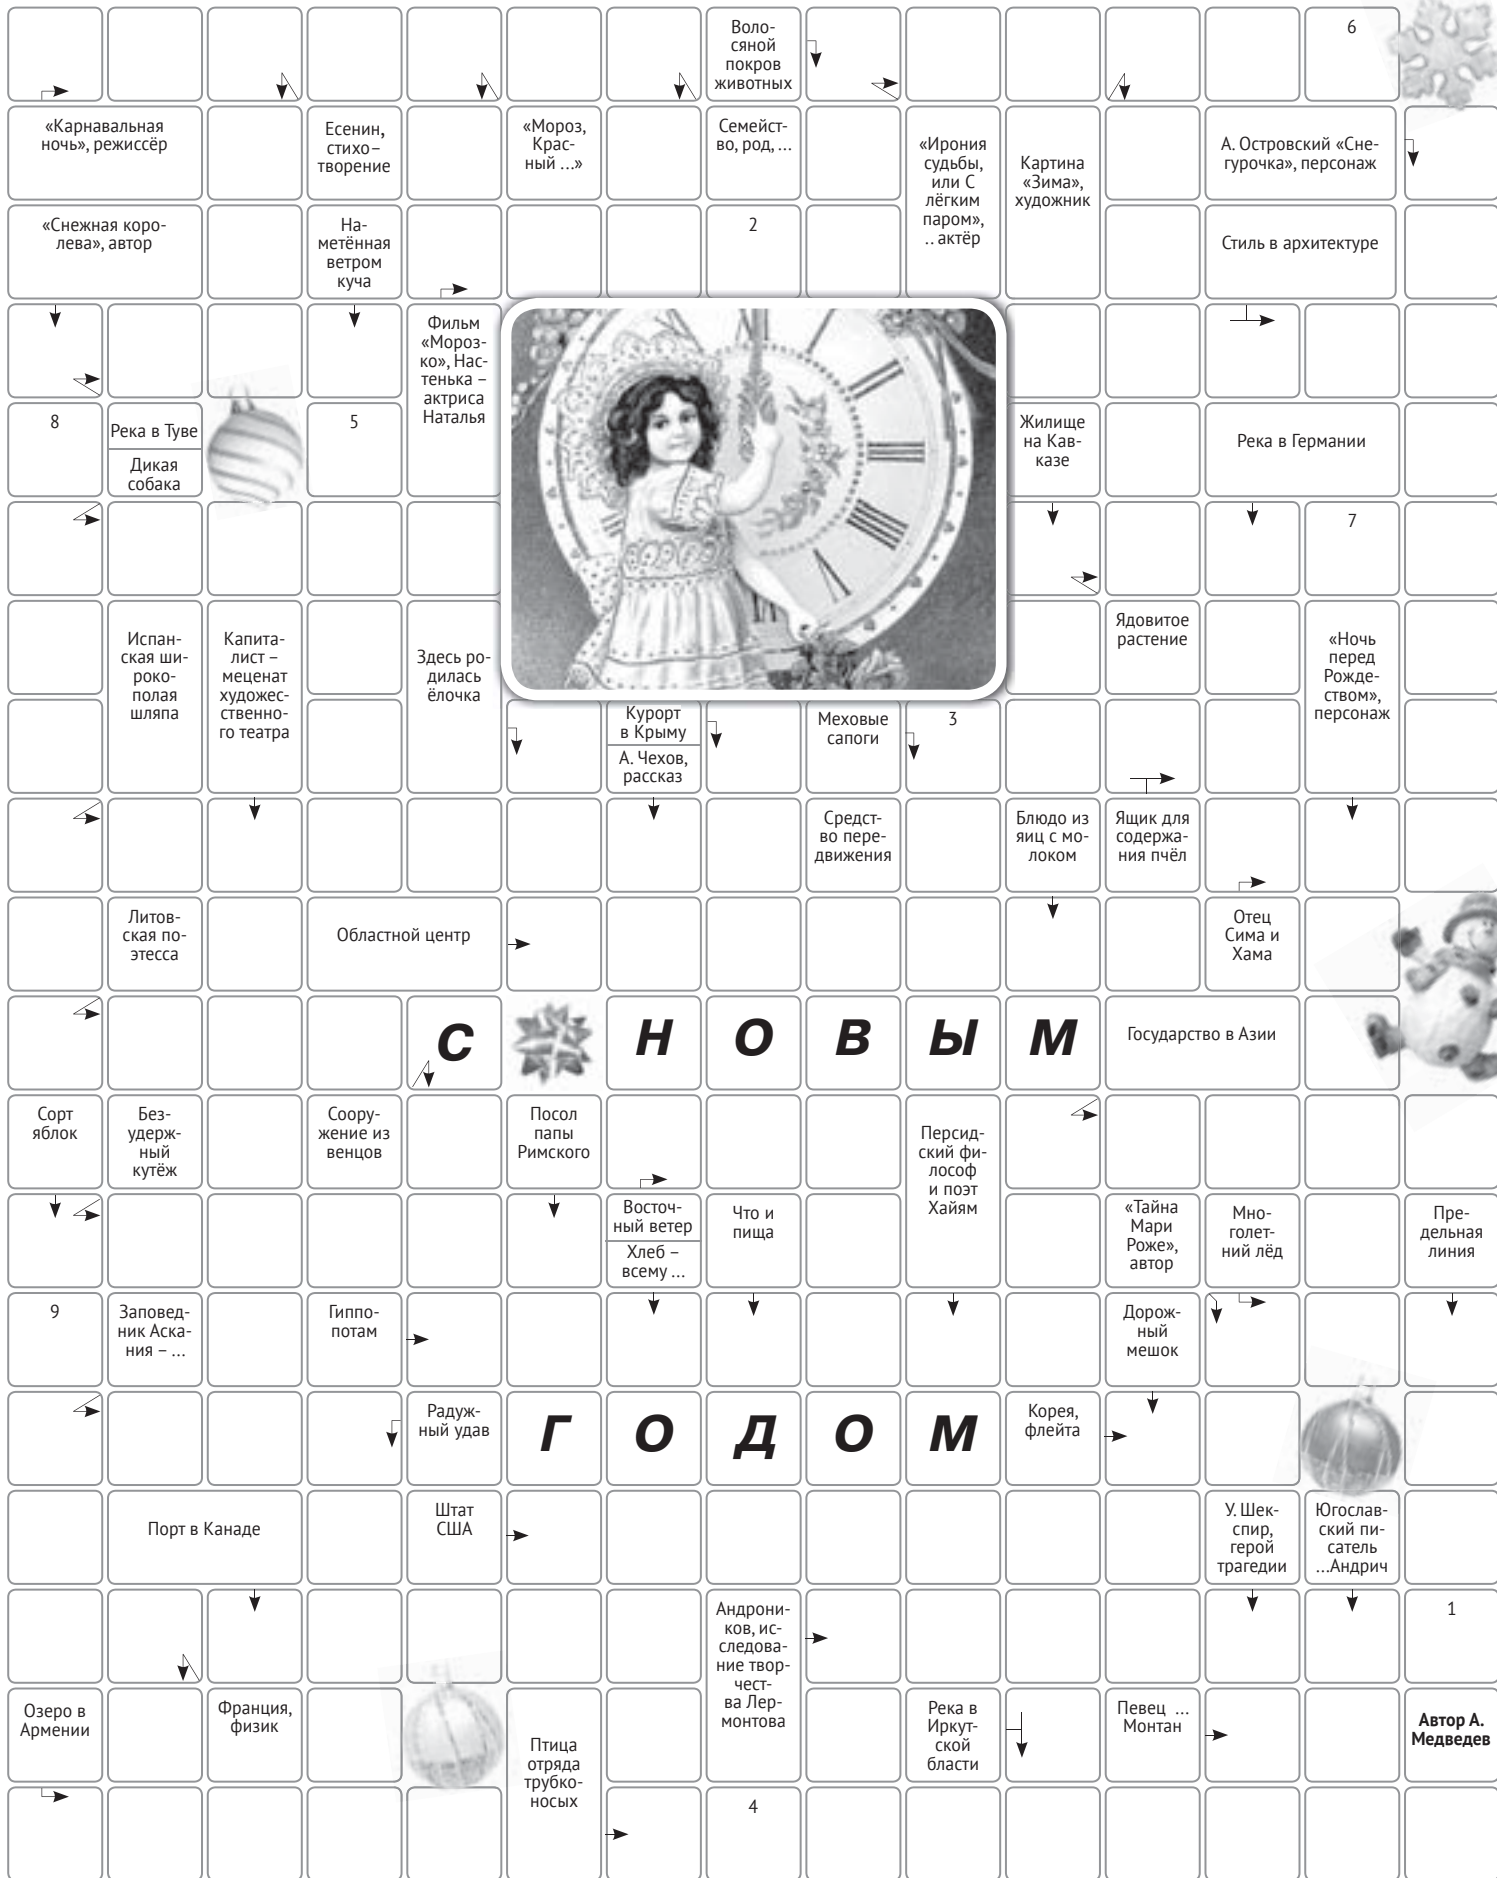 6
Воло-
сяной
покров
животных
«Карнавальная
ночь», режиссёр
Есенин,
стихо–
творение
«Мороз,
Крас-
ный ...»
Семейст-
во, род, ...
«Ирония
судьбы,
или С
лёгким
паром»,
.. актёр
Картина
«Зима»,
художник
А. Островский «Сне-
гурочка», персонаж
«Снежная коро-
лева», автор
На-
метённая
ветром
куча
2
Стиль в архитектуре
Фильм
«Мороз-
ко», Нас-
тенька –
актриса
Наталья
8
Река в Туве
Дикая
собака
5
Жилище
на Кав-
казе
Река в Германии
7
Испан-
ская ши-
роко-
полая
шляпа
Капита-
лист –
меценат
художес-
ственно-
го театра
Здесь ро-
дилась
ёлочка
Ядовитое
растение
«Ночь
перед
Рожде-
ством»,
персонаж
Курорт
в Крыму
А. Чехов,
рассказ
Меховые
сапоги
3
Средст-
во пере-
движения
Блюдо из
яиц с мо-
локом
Ящик для
содержа-
ния пчёл
Литов-
ская по-
этесса
Областной центр
Отец
Сима и
Хама
С
Н О В Ы М
Государство в Азии
Сорт
яблок
Без-
удерж-
ный
кутёж
Соору-
жение из
венцов
Посол
папы
Римского
Персид-
ский фи-
лософ
и поэт
Хайям
Восточ-
ный ветер
Хлеб –
всему ...
Что и
пища
«Тайна
Мари
Роже»,
автор
Мно-
голет-
ний лёд
Пре-
дельная
линия
9
Заповед-
ник Аска-
ния – ...
Гиппо-
потам
Дорож-
ный
мешок
Радуж-
ный удав
Г О Д О М
Корея,
флейта
Порт в Канаде
Штат
США
У. Шек-
спир,
герой
трагедии
Югослав-
ский пи-
сатель
...Андрич
Андрони-
ков, ис-
следова-
ние твор-
чест-
ва Лер-
монтова
1
Озеро в
Армении
Франция,
физик
Птица
отряда
трубко-
носых
Река в
Иркут-
ской
бласти
Певец ...
Монтан
Автор А.
Медведев
4